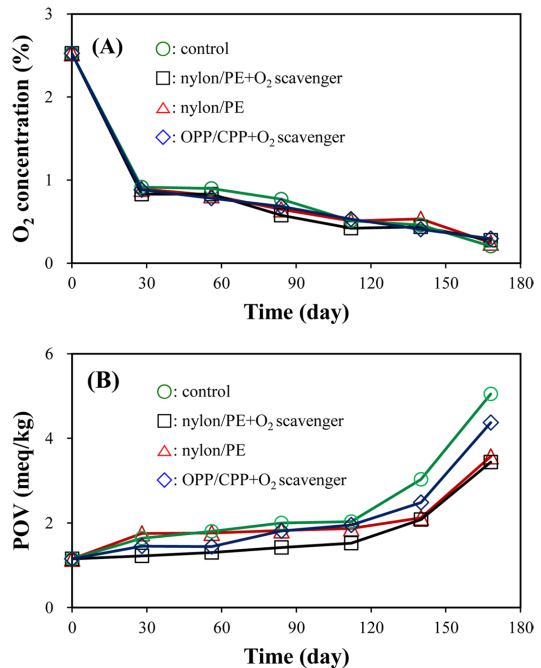 3
(A)
: control
: nylon/PE+O₂ scavenger
2
: nylon/PE
: OPP/CPP+O₂ scavenger
1
0
O₂ concentration (%)
0 30 60 90 120 150 180
Time (day)
6
(B)
: control
: nylon/PE+O₂ scavenger
4
: nylon/PE
: OPP/CPP+O₂ scavenger
2
0
POV (meq/kg)
0 30 60 90 120 150 180
Time (day)